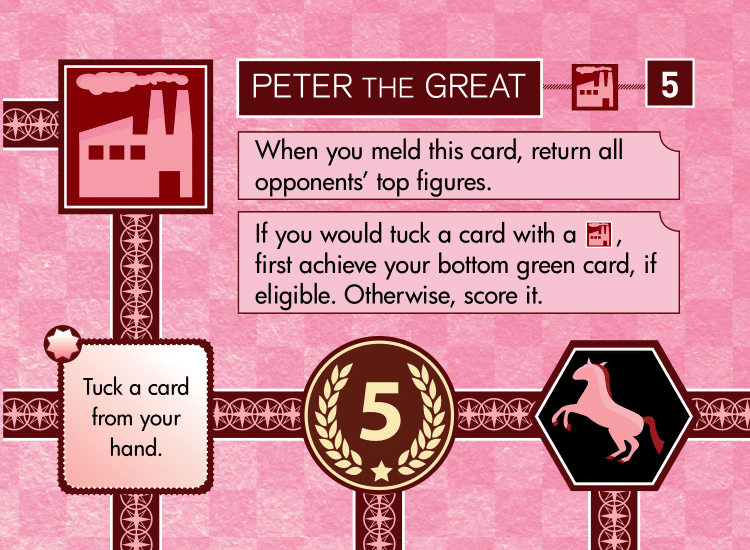 PETER THE GREAT
5
When you meld this card, return all
opponents’ top figures.
If you would tuck a card with a ,
first achieve your bottom green card, if
eligible. Otherwise, score it.
Tuck a card
from your
hand.
5